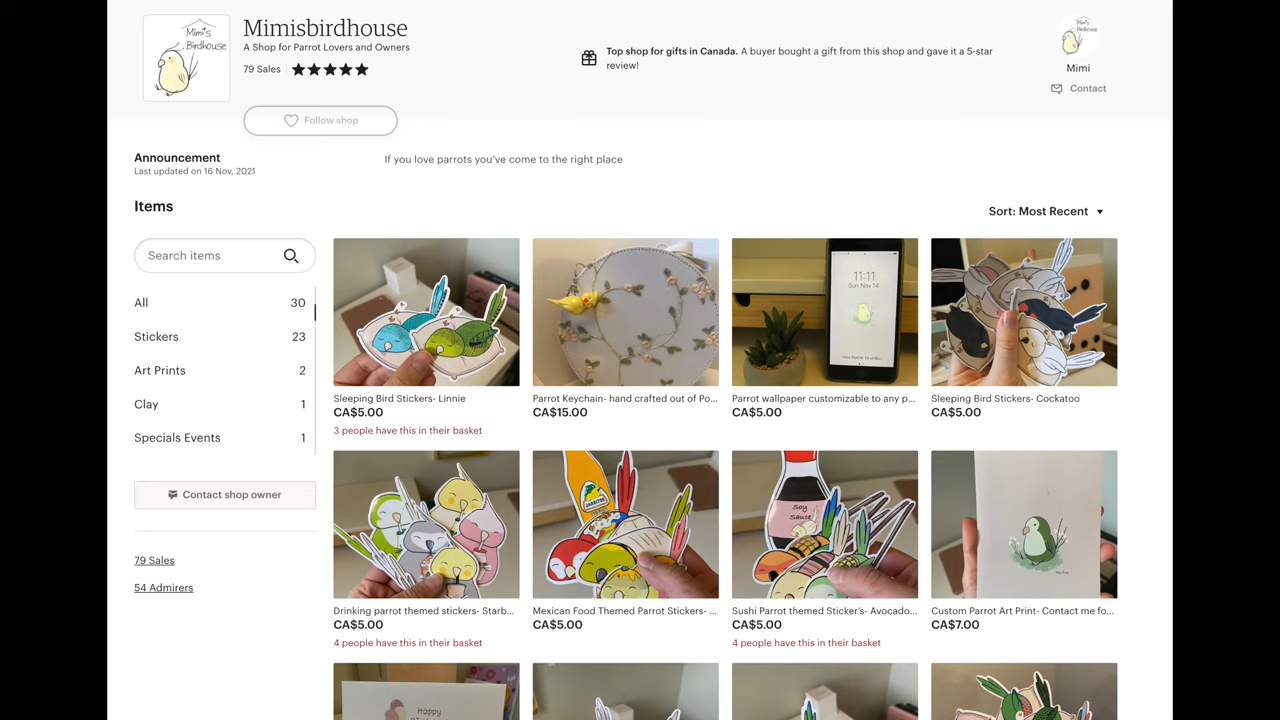 Mimi's
Birdhouse
Mimisbirdhouse
A Shop for Parrot Lovers and Owners
79 Sales
Follow shop
Top shop for gifts in Canada. A buyer bought a gift from this shop and gave it a 5-star
review!
Mimi
Contact
Announcement
Last updated on 16 Nov, 2021
If you love parrots you've come to the right place
Items
Sort: Most Recent
Search items
All 30
Stickers 23
Art Prints 2
Clay 1
Specials Events 1
Contact shop owner
79 Sales
54 Admirers
11:11
Sun, Nov 14
Sleeping Bird Stickers- Linnie
CA$5.00
3 people have this in their basket
Parrot Keychain- hand crafted out of Po...
CA$15.00
Parrot wallpaper customizable to any p...
CA$5.00
Sleeping Bird Stickers- Cockatoo
CA$5.00
JARRITOS
Soy
Sauce
Drinking parrot themed stickers- Starb...
CA$5.00
4 people have this in their basket
Mexican Food Themed Parrot Stickers- ...
CA$5.00
Sushi Parrot themed Sticker's- Avocado...
CA$5.00
4 people have this in their basket
Custom Parrot Art Print- Contact me fo...
CA$7.00
Happy